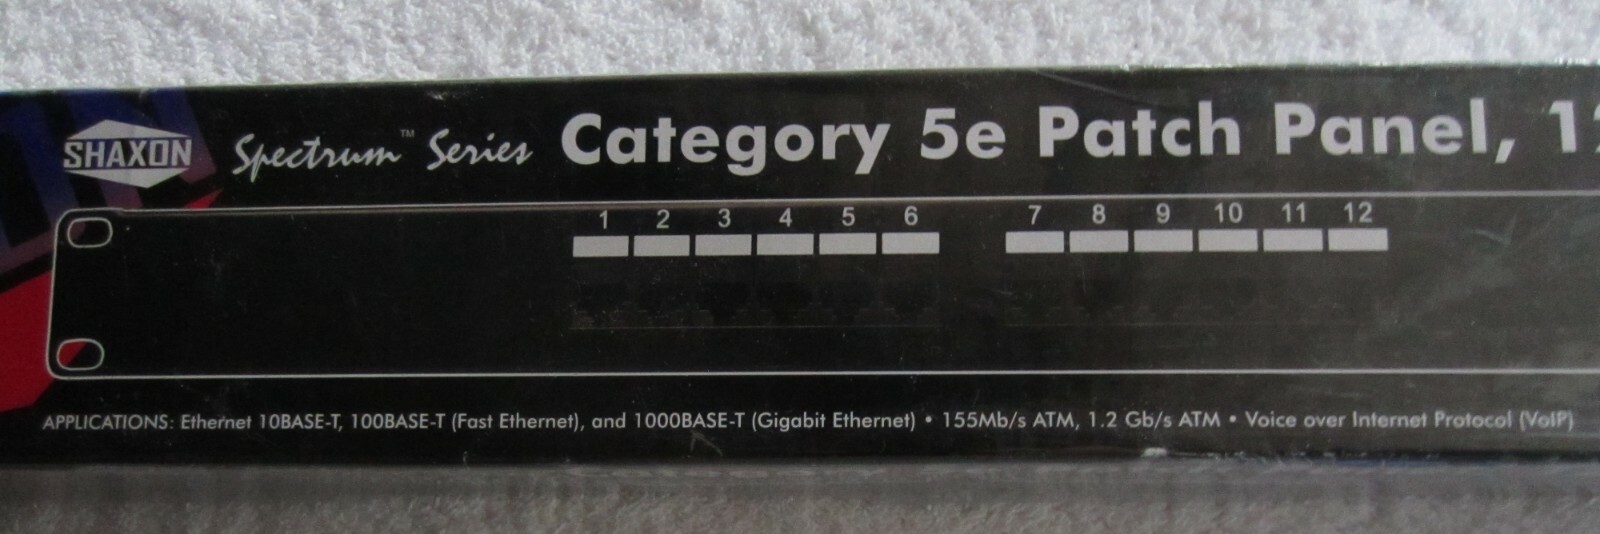 SHAXON Spectrum™ Series Category 5e Patch Panel,
1 2 3 4 5 6 7 8 9 10 11 12
APPLICATIONS: Ethernet 10BASE-T, 100BASE-T (Fast Ethernet), and 1000BASE-T (Gigabit Ethernet) • 155Mb/s ATM, 1.2 Gb/s ATM • Voice over Internet Protocol (VoIP)